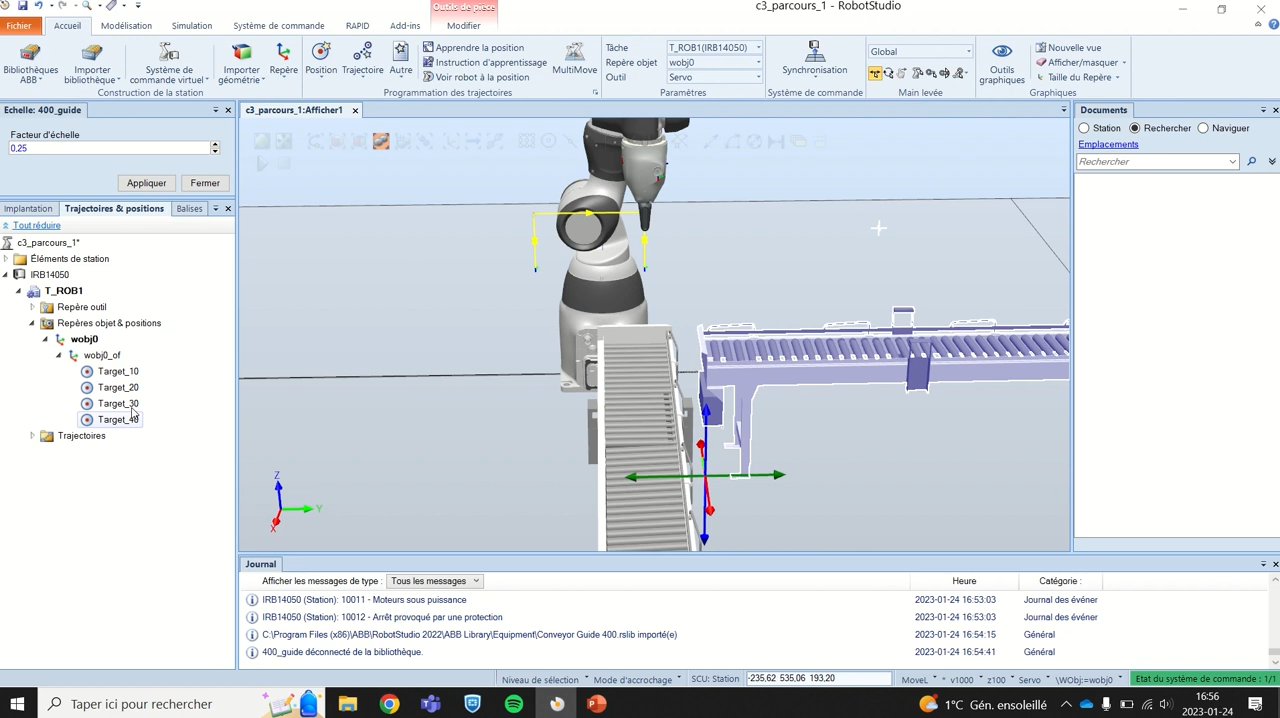 Outils de pièce
c3_parcours_1 - RobotStudio
Fichier
Accueil
Modélisation
Simulation
Système de commande
RAPID
Add-ins
Modifier
Bibliothèques
ABB
Importer
bibliothèque
Système de
commande virtuel
Importer
géométrie
Repère
Construction de la station
Position
Trajectoire
Autre
Apprendre la position
Instruction d'apprentissage
Voir robot à la position
MultiMove
Programmation des trajectoires
Tâche
T_ROB1(IRB14050)
Repère objet
wobj0
Outil
Servo
Paramètres
Synchronisation
Système de commande
Global
Main levée
Outils
graphiques
Nouvelle vue
Afficher/masquer
Taille du Repère
Graphiques
Echelle: 400_guide
Facteur d'échelle
0,25
Appliquer
Fermer
Implantation
Trajectoires & positions
Balises
Tout réduire
c3_parcours_1*
Éléments de station
IRB14050
T_ROB1
Repère outil
Repères objet & positions
wobj0
wobj0_of
Target_10
Target_20
Target_30
Target_40
Trajectoires
c3_parcours_1:Afficher1
Z
Y
X
Documents
Station
Rechercher
Naviguer
Emplacements
Rechercher
Journal
Afficher les messages de type :
Tous les messages
Heure
Catégorie :
IRB14050 (Station): 10011 - Moteurs sous puissance
2023-01-24 16:53:03
Journal des événer
IRB14050 (Station): 10012 - Arrêt provoqué par une protection
2023-01-24 16:53:03
Journal des événer
C:\Program Files (x86)\ABB\RobotStudio 2022\ABB Library\Equipment\Conveyor Guide 400.rslib importé(e)
2023-01-24 16:54:15
Général
400_guide déconnecté de la bibliothèque.
2023-01-24 16:54:41
Général
Niveau de sélection
Mode d'accrochage
SCU: Station
-235,62 535,06 193,20
MoveL * v1000 z100 Servo \WObj:=wobj0
Etat du système de commande : 1/1
Taper ici pour rechercher
1°C Gén. ensoleillé
16:56
2023-01-24